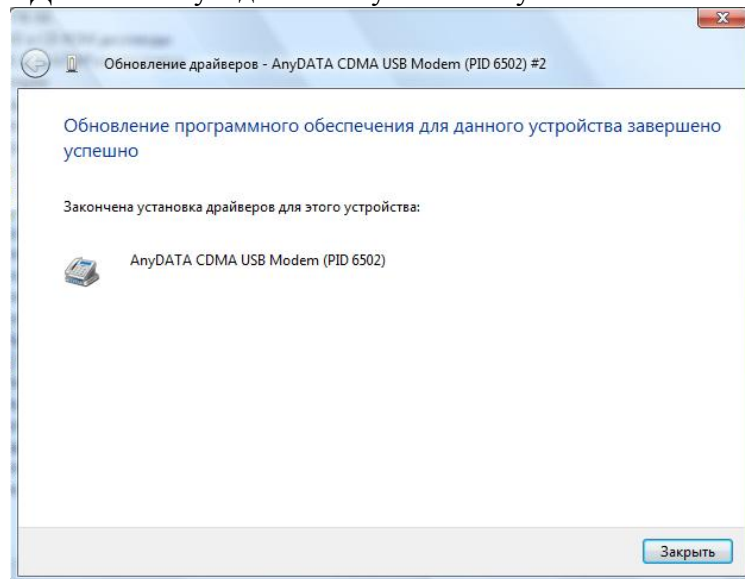 Обновление драйверов - AnyDATA CDMA USB Modem (PID 6502) #2
Обновление программного обеспечения для данного устройства завершено
успешно
Закончена установка драйверов для этого устройства:
AnyDATA CDMA USB Modem (PID 6502)
Закрыть